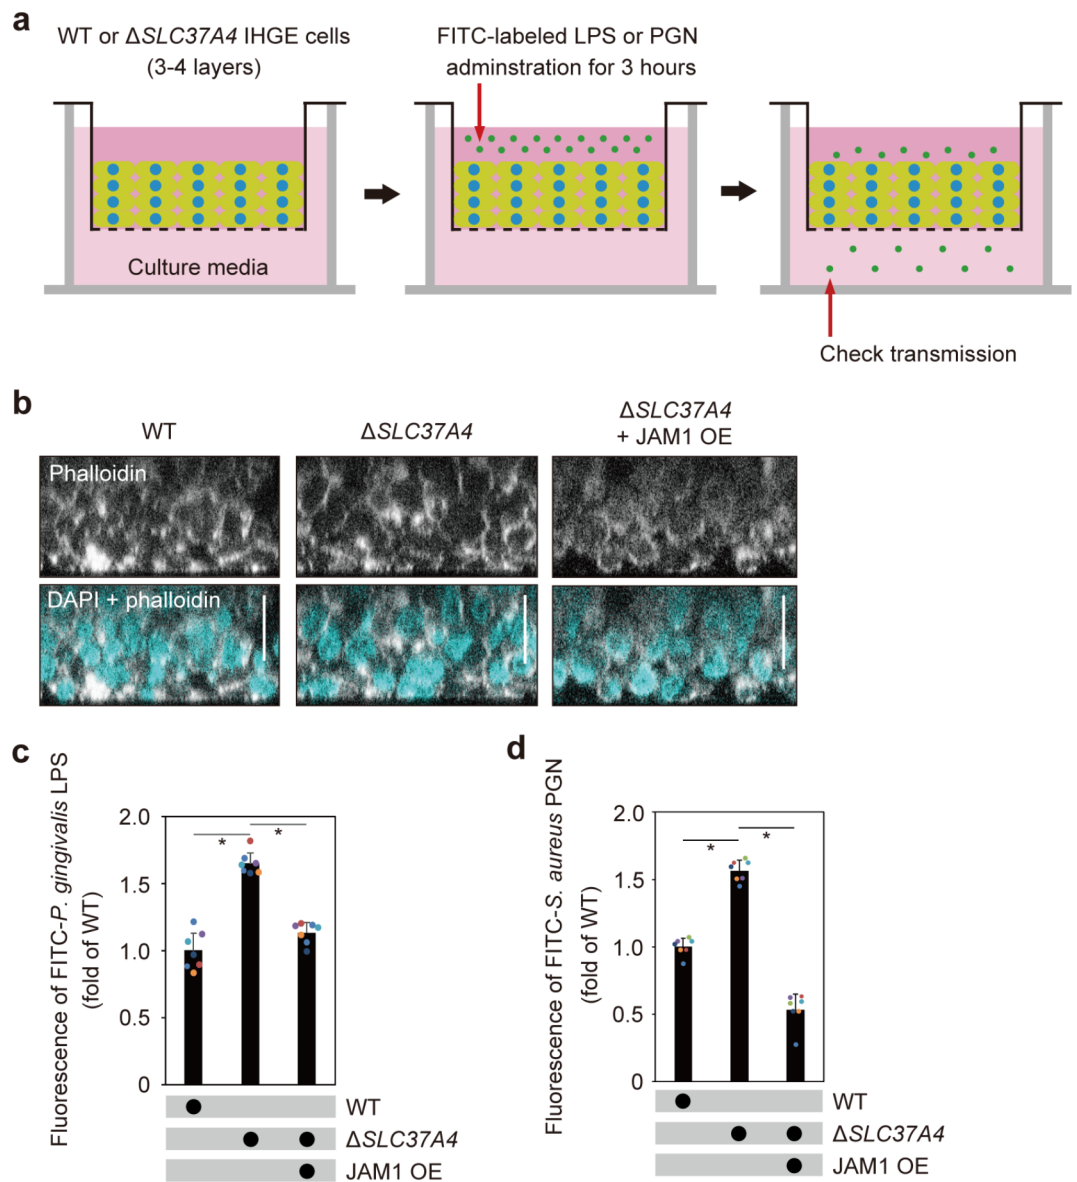 a
WT or ΔSLC37A4 IHGE cells
(3-4 layers)
FITC-labeled LPS or PGN
adminstration for 3 hours
Culture media
Check transmission
b
WT
ΔSLC37A4
ΔSLC37A4
+ JAM1 OE
Phalloidin
DAPI + phalloidin
c
Fluorescence of FITC-P. gingivalis LPS
(fold of WT)
2.0
1.5
1.0
0.5
0
*
*
WT
ΔSLC37A4
JAM1 OE
d
Fluorescence of FITC-S. aureus PGN
(fold of WT)
2.0
1.5
1.0
0.5
0
*
*
WT
ΔSLC37A4
JAM1 OE